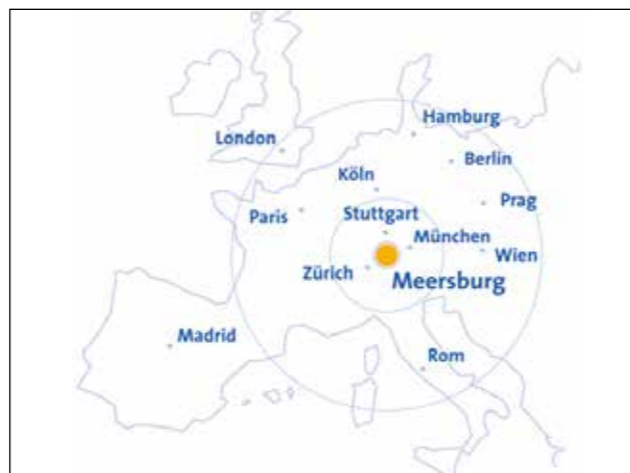 Hamburg
London
Berlin
Köln
Prag
Paris
Stuttgart
München
Wien
Zürich
Meersburg
Madrid
Rom